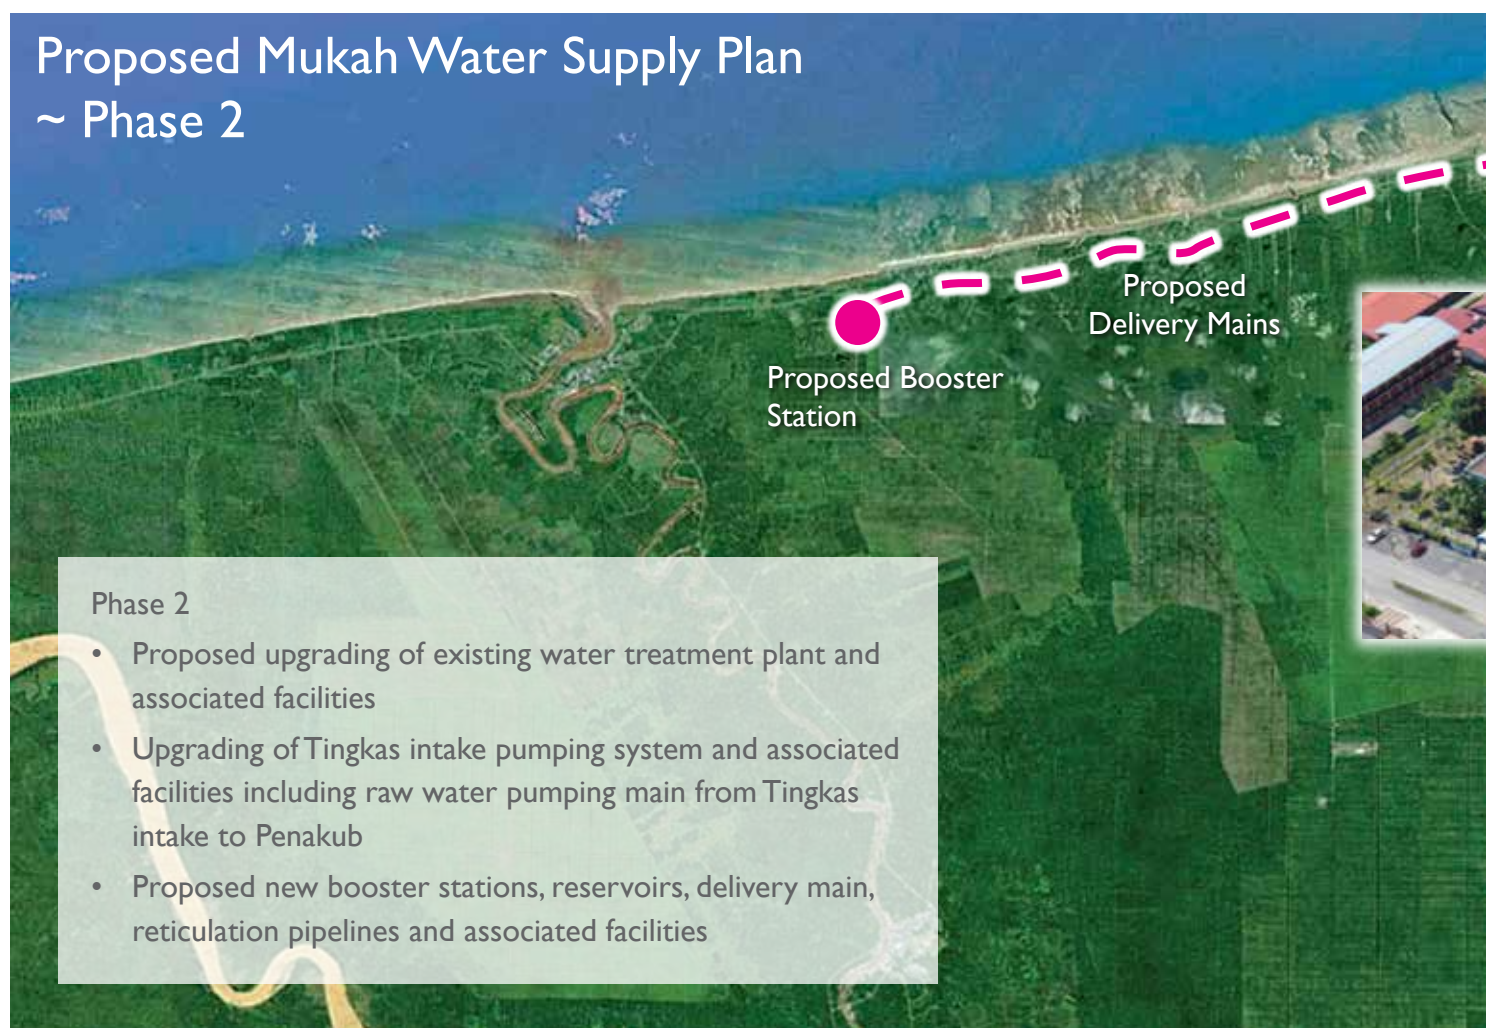 Proposed Mukah Water Supply Plan
~ Phase 2
Proposed
Delivery Mains
Proposed Booster
Station
Phase 2
• Proposed upgrading of existing water treatment plant and
associated facilities
• Upgrading of Tingkas intake pumping system and associated
facilities including raw water pumping main from Tingkas
intake to Penakub
• Proposed new booster stations, reservoirs, delivery main,
reticulation pipelines and associated facilities